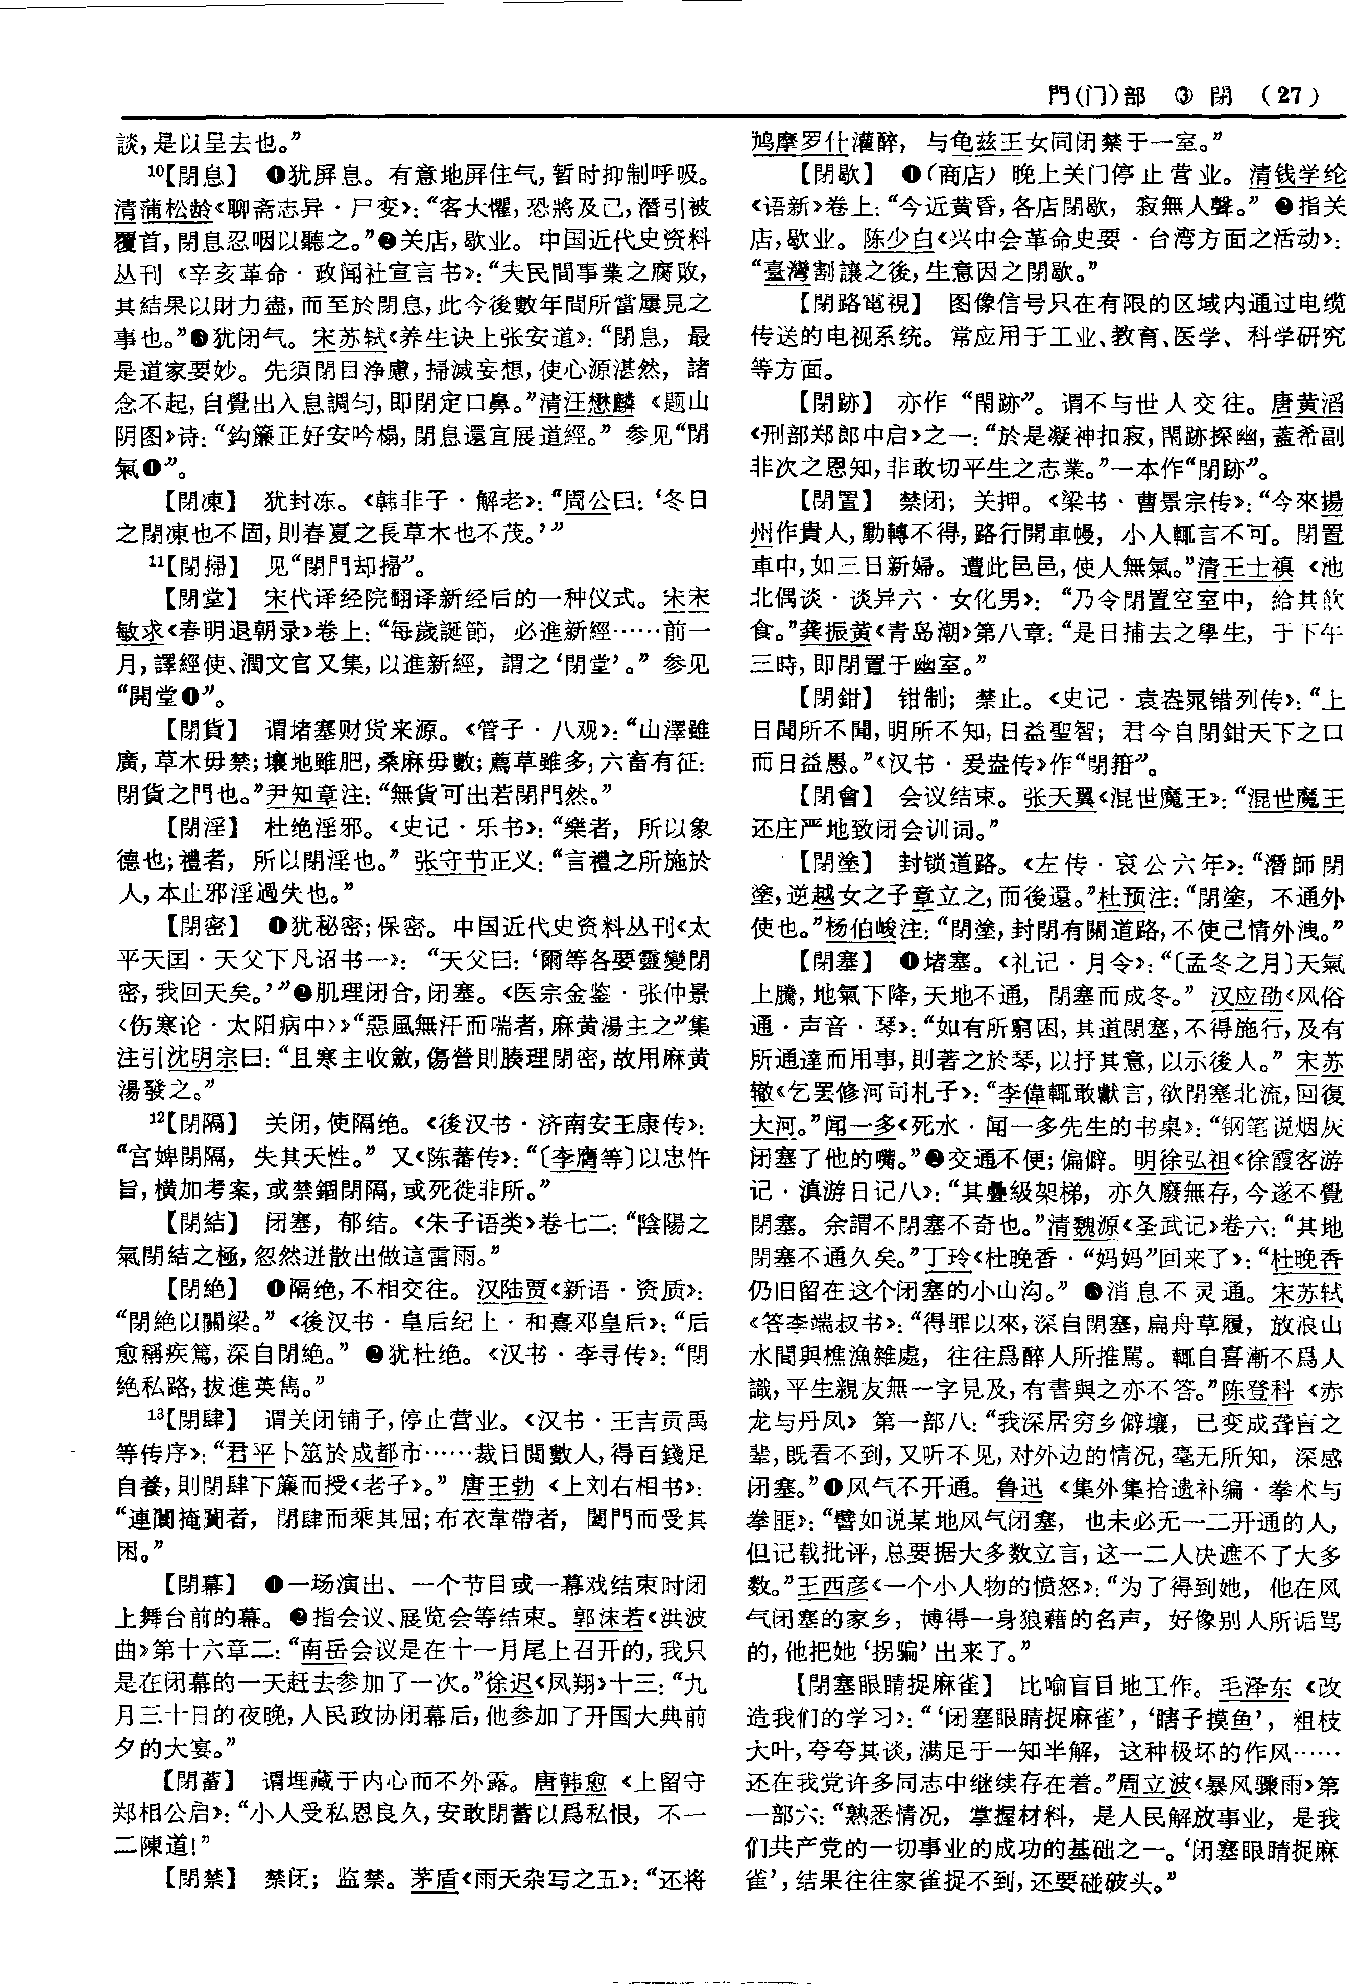 門(门)部 ③ 閉 (27)
談,是以呈去也。”
10【閉息】 ❶犹屏息。有意地屏住气,暂时抑制呼吸。
清蒲松龄《聊斋志异·尸变》:“客大懼,恐將及己,潛引被
覆首,閉息忍咽以聽之。”❷关店,歇业。中国近代史资料
丛刊《辛亥革命·政闻社宣言书》:“夫民間事業之腐敗,
其結果以財力盡,而至於閉息,此今後數年間所當屢見之
事也。”❸犹闭气。宋苏轼《养生诀上张安道》:“閉息,最
是道家要妙。先須閉目浄慮,掃滅妄想,使心源湛然,諸
念不起,自覺出入息調匀,即閉定口鼻。”清汪懋麟《题山
阴图》诗:“鈎簾正好安吟榻,閉息還宜展道經。”参见“閉
氣❶”。
【閉凍】 犹封冻。《韩非子·解老》:“周公曰:‘冬日
之閉凍也不固,則春夏之長草木也不茂。’”
11【閉掃】 见“閉門却掃”。
【閉堂】 宋代译经院翻译新经后的一种仪式。宋宋
敏求《春明退朝录》卷上:“每歲誕節,必進新經……前一
月,譯經使、潤文官又集,以進新經,謂之‘閉堂’。”参见
“開堂❶”。
【閉貨】 谓堵塞财货来源。《管子·八观》:“山澤雖
廣,草木毋禁;壤地雖肥,桑麻毋數;薦草雖多,六畜有征:
閉貨之門也。”尹知章注:“無貨可出若閉門然。”
【閉淫】 杜绝淫邪。《史记·乐书》:“樂者,所以象
德也;禮者,所以閉淫也。”张守节正义:“言禮之所施於
人,本止邪淫過失也。”
【閉密】 ❶犹秘密;保密。中国近代史资料丛刊《太
平天国·天父下凡诏书一》:“天父曰:‘爾等各要靈變閉
密,我回天矣。’”❷肌理闭合,闭塞。《医宗金鉴·张仲景
〈伤寒论·太阳病中〉》“惡風無汗而喘者,麻黄湯主之”集
注引沈明宗曰:“且寒主收斂,傷營則腠理閉密,故用麻黄
湯發之。”
12【閉隔】 关闭,使隔绝。《後汉书·济南安王康传》:
“宫婢閉隔,失其天性。”又《陈蕃传》:“〔李膺等〕以忠忤
旨,横加考案,或禁錮閉隔,或死徙非所。”
【閉結】 闭塞,郁结。《朱子语类》卷七二:“陰陽之
氣閉結之極,忽然迸散出做這雷雨。”
【閉絶】 ❶隔绝,不相交往。汉陆贾《新语·资质》:
“閉絶以關梁。”《後汉书·皇后纪上·和熹邓皇后》:“后
愈稱疾篤,深自閉絶。”❷犹杜绝。《汉书·李寻传》:“閉
绝私路,拔進英雋。”
13【閉肆】 谓关闭铺子,停止营业。《汉书·王吉贡禹
等传序》:“君平卜筮於成都市……裁日閱數人,得百錢足
自養,則閉肆下簾而授《老子》。”唐王勃《上刘右相书》:
“連闤掩闠者,閉肆而乘其屈;布衣韋帶者,闔門而受其
困。”
【閉幕】 ❶一场演出、一个节目或一幕戏结束时闭
上舞台前的幕。❷指会议、展览会等结束。郭沫若《洪波
曲》第十六章二:“南岳会议是在十一月尾上召开的,我只
是在闭幕的一天赶去参加了一次。”徐迟《凤翔》十三:“九
月三十日的夜晚,人民政协闭幕后,他参加了开国大典前
夕的大宴。”
【閉蓄】 谓埋藏于内心而不外露。唐韩愈《上留守
郑相公启》:“小人受私恩良久,安敢閉蓄以爲私恨,不一
二陳道!”
【閉禁】 禁闭;监禁。茅盾《雨天杂写之五》:“还将
鸠摩罗什灌醉,与龟兹王女同闭禁于一室。”
【閉歇】 ❶(商店)晚上关门停止营业。清钱学纶
《语新》卷上:“今近黄昏,各店閉歇,寂無人聲。”❷指关
店,歇业。陈少白《兴中会革命史要·台湾方面之活动》:
“臺灣割讓之後,生意因之閉歇。”
【閉路電視】 图像信号只在有限的区域内通过电缆
传送的电视系统。常应用于工业、教育、医学、科学研究
等方面。
【閉跡】 亦作“閇跡”。谓不与世人交往。唐黄滔
《刑部郑郎中启》之一:“於是凝神扣寂,閇跡探幽,蓋希副
非次之恩知,非敢切平生之志業。”一本作“閉跡”。
【閉置】 禁闭;关押。《梁书·曹景宗传》:“今來揚
州作貴人,動轉不得,路行開車幔,小人輒言不可。閉置
車中,如三日新婦。遭此邑邑,使人無氣。”清王士禛《池
北偶谈·谈异六·女化男》:“乃令閉置空室中,給其飲
食。”龚振黄《青岛潮》第八章:“是日捕去之學生,于下午
三時,即閉置于幽室。”
【閉鉗】 钳制;禁止。《史记·袁盎晁错列传》:“上
日聞所不聞,明所不知,日益聖智;君今自閉鉗天下之口
而日益愚。”《汉书·爰盎传》作“閉箝”。
【閉會】 会议结束。张天翼《混世魔王》:“混世魔王
还庄严地致闭会训词。”
【閉塗】 封锁道路。《左传·哀公六年》:“潛師閉
塗,逆越女之子章立之,而後還。”杜预注:“閉塗,不通外
使也。”杨伯峻注:“閉塗,封閉有關道路,不使己情外洩。”
【閉塞】 ❶堵塞。《礼记·月令》:“〔孟冬之月〕天氣
上騰,地氣下降,天地不通,閉塞而成冬。”汉应劭《风俗
通·声音·琴》:“如有所窮困,其道閉塞,不得施行,及有
所通達而用事,則著之於琴,以抒其意,以示後人。”宋苏
辙《乞罢修河司札子》:“李偉輒敢獻言,欲閉塞北流,回復
大河。”闻一多《死水·闻一多先生的书桌》:“钢笔说烟灰
闭塞了他的嘴。”❷交通不便;偏僻。明徐弘祖《徐霞客游
记·滇游日记八》:“其疊級架梯,亦久廢無存,今遂不覺
閉塞。余謂不閉塞不奇也。”清魏源《圣武记》卷六:“其地
閉塞不通久矣。”丁玲《杜晚香·“妈妈”回来了》:“杜晚香
仍旧留在这个闭塞的小山沟。”❸消息不灵通。宋苏轼
《答李端叔书》:“得罪以來,深自閉塞,扁舟草履,放浪山
水間與樵漁雜處,往往爲醉人所推駡。輒自喜漸不爲人
識,平生親友無一字見及,有書與之亦不答。”陈登科《赤
龙与丹凤》第一部八:“我深居穷乡僻壤,已变成聋盲之
辈,既看不到,又听不见,对外边的情况,毫无所知,深感
闭塞。”❹风气不开通。鲁迅《集外集拾遗补编·拳术与
拳匪》:“譬如说某地风气闭塞,也未必无一二开通的人,
但记载批评,总要据大多数立言,这一二人决遮不了大多
数。”王西彦《一个小人物的愤怒》:“为了得到她,他在风
气闭塞的家乡,博得一身狼藉的名声,好像别人所诟骂
的,他把她‘拐骗’出来了。”
【閉塞眼睛捉麻雀】 比喻盲目地工作。毛泽东《改
造我们的学习》:“‘闭塞眼睛捉麻雀’,‘瞎子摸鱼’,粗枝
大叶,夸夸其谈,满足于一知半解,这种极坏的作风……
还在我党许多同志中继续存在着。”周立波《暴风骤雨》第
一部六:“熟悉情况,掌握材料,是人民解放事业,是我
们共产党的一切事业的成功的基础之一。‘闭塞眼睛捉麻
雀’,结果往往家雀捉不到,还要碰破头。”